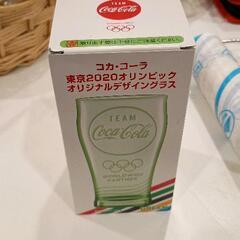 TEAM
Coca-Cola
コカ・コーラ
東京2020オリンピック
オリジナルデザイングラス
TEAM
Coca-Cola
WORLDWIDE
PARTNER